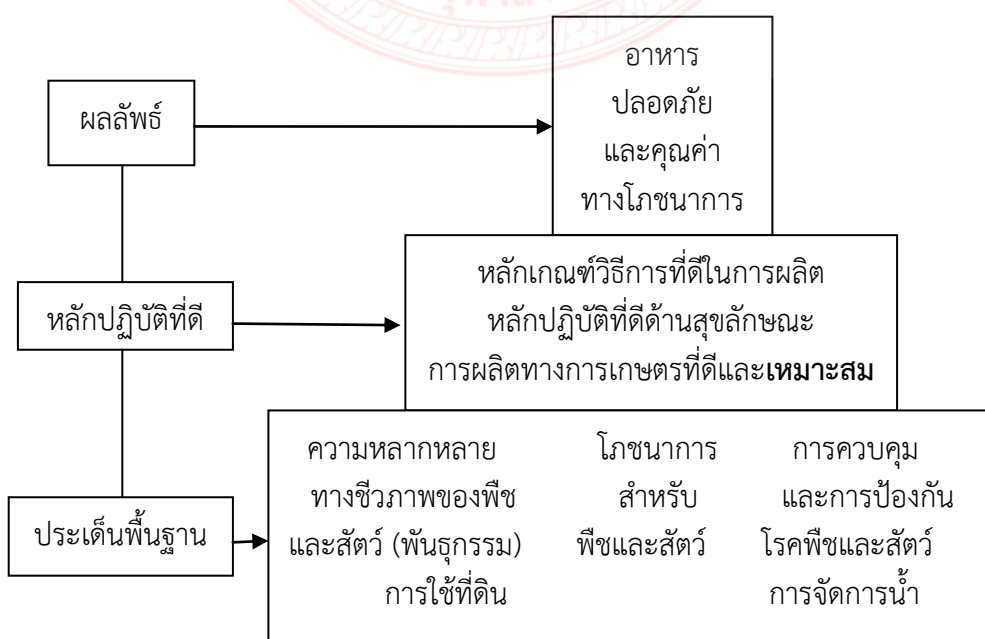 อาหาร
ปลอดภัย
และคุณค่า
ทางโภชนาการ
ผลลัพธ์
หลักเกณฑ์วิธีการที่ดีในการผลิต
หลักปฏิบัติที่ดีด้านสุขลักษณะ
การผลิตทางการเกษตรที่ดีและเหมาะสม
หลักปฏิบัติที่ดี
ความหลากหลาย
ทางชีวภาพของพืช
และสัตว์ (พันธุกรรม)
การใช้ที่ดิน
โภชนาการ
สำหรับ
พืชและสัตว์
การควบคุม
และการป้องกัน
โรคพืชและสัตว์
การจัดการน้ำ
ประเด็นพื้นฐาน